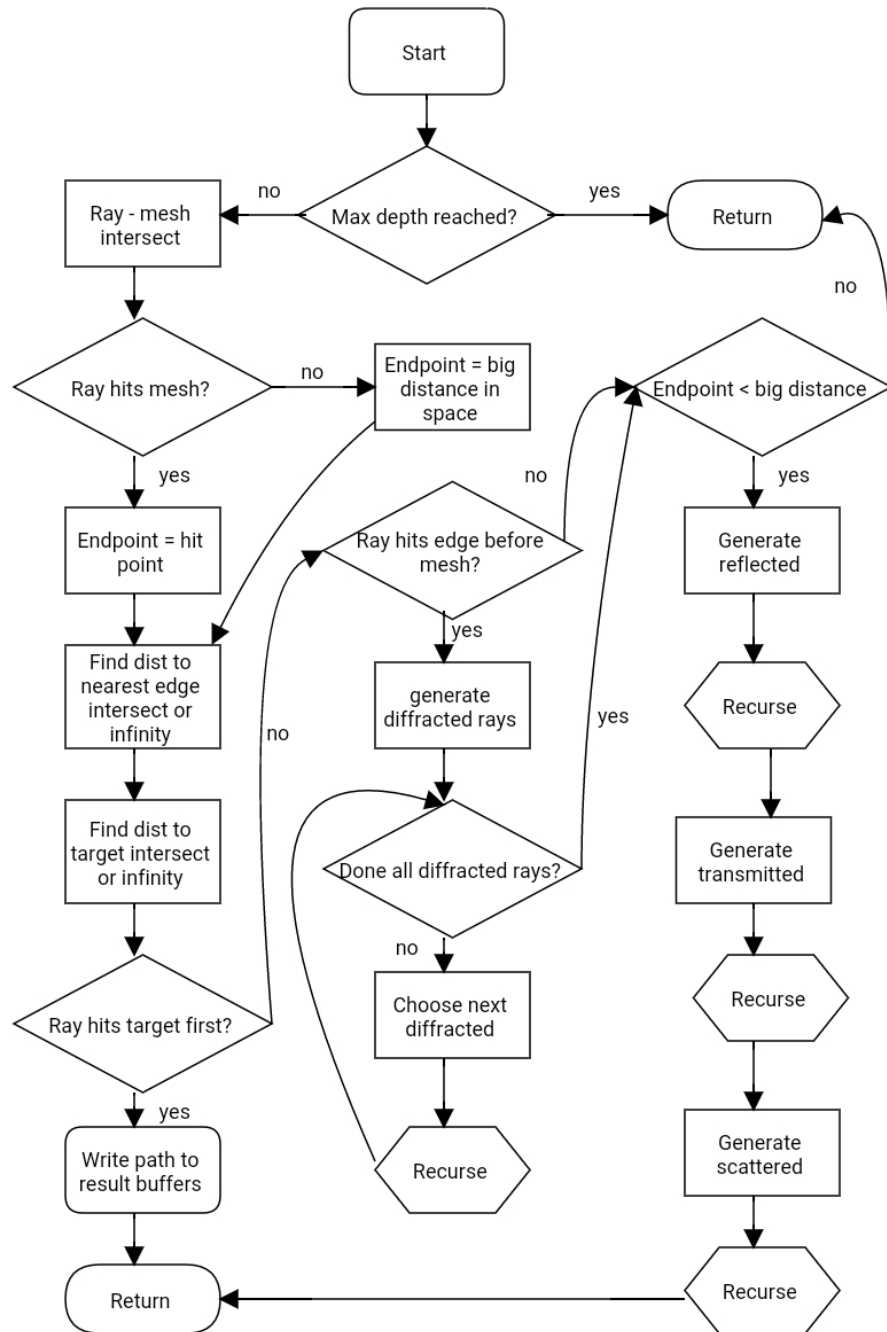 Start
no
yes
Ray - mesh
intersect
Max depth reached?
Return
no
Ray hits mesh?
no
Endpoint = big
distance in
space
Endpoint < big distance
yes
no
yes
Endpoint = hit
point
Ray hits edge before
mesh?
Generate
reflected
yes
Find dist to
nearest edge
intersect or
infinity
generate
diffracted rays
Recurse
no
yes
Find dist to
target intersect
or infinity
Done all diffracted rays?
Generate
transmitted
no
Ray hits target first?
Choose next
diffracted
Recurse
yes
Write path to
result buffers
Recurse
Generate
scattered
Return
Recurse